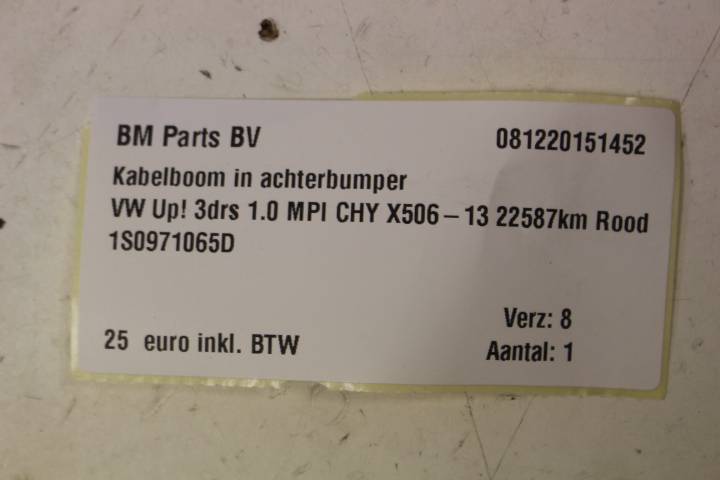 BM Parts BV 081220151452
Kabelboom in achterbumper
VW Up! 3drs 1.0 MPI CHY X506 – 13 22587km Rood
1S0971065D
Verz: 8
25 euro inkl. BTW Aantal: 1